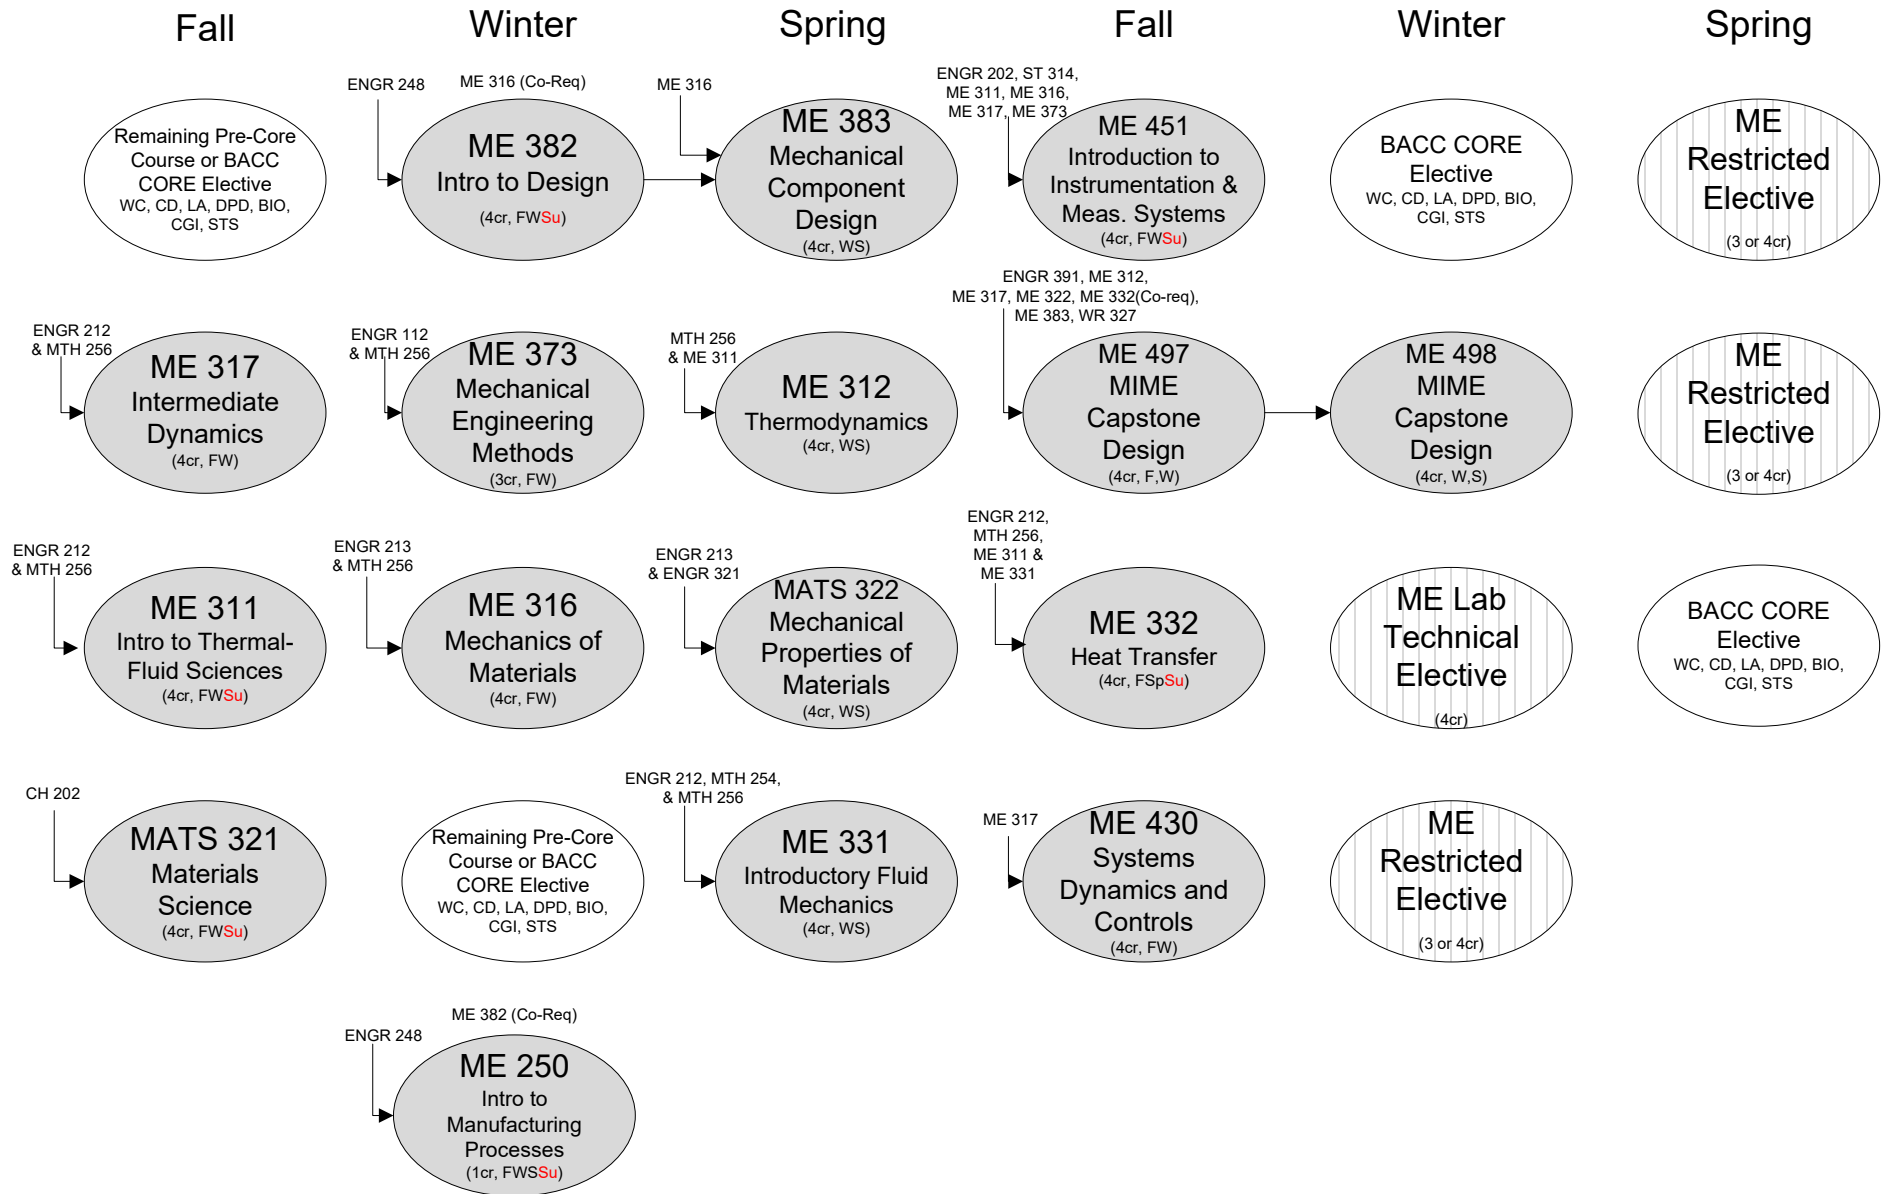 Fall
Winter
Spring
Fall
Winter
Spring
Remaining Pre-Core
Course or BACC
CORE Elective
WC, CD, LA, DPD, BIO,
CGI, STS
ENGR 248
ME 316 (Co-Req)
ME 382
Intro to Design
(4cr, FWSu)
ME 316
ME 383
Mechanical
Component
Design
(4cr, WS)
ENGR 202, ST 314,
ME 311, ME 316,
ME 317, ME 373
ME 451
Introduction to
Instrumentation &
Meas. Systems
(4cr, FWSu)
BACC CORE
Elective
WC, CD, LA, DPD, BIO,
CGI, STS
ME
Restricted
Elective
(3 or 4cr)
ENGR 212
& MTH 256
ME 317
Intermediate
Dynamics
(4cr, FW)
ENGR 112
& MTH 256
ME 373
Mechanical
Engineering
Methods
(3cr, FW)
MTH 256
& ME 311
ME 312
Thermodynamics
(4cr, WS)
ENGR 391, ME 312,
ME 317, ME 322, ME 332(Co-req),
ME 383, WR 327
ME 497
MIME
Capstone
Design
(4cr, F,W)
ME 498
MIME
Capstone
Design
(4cr, W,S)
ME
Restricted
Elective
(3 or 4cr)
ENGR 212
& MTH 256
ME 311
Intro to Thermal-
Fluid Sciences
(4cr, FWSu)
ENGR 213
& MTH 256
ME 316
Mechanics of
Materials
(4cr, FW)
ENGR 213
& ENGR 321
MATS 322
Mechanical
Properties of
Materials
(4cr, WS)
ENGR 212,
MTH 256,
ME 311 &
ME 331
ME 332
Heat Transfer
(4cr, FSpSu)
ME Lab
Technical
Elective
(4cr)
BACC CORE
Elective
WC, CD, LA, DPD, BIO,
CGI, STS
CH 202
MATS 321
Materials
Science
(4cr, FWSu)
Remaining Pre-Core
Course or BACC
CORE Elective
WC, CD, LA, DPD, BIO,
CGI, STS
ENGR 212, MTH 254,
& MTH 256
ME 331
Introductory Fluid
Mechanics
(4cr, WS)
ME 317
ME 430
Systems
Dynamics and
Controls
(4cr, FW)
ME
Restricted
Elective
(3 or 4cr)
ENGR 248
ME 382 (Co-Req)
ME 250
Intro to
Manufacturing
Processes
(1cr, FWSSu)